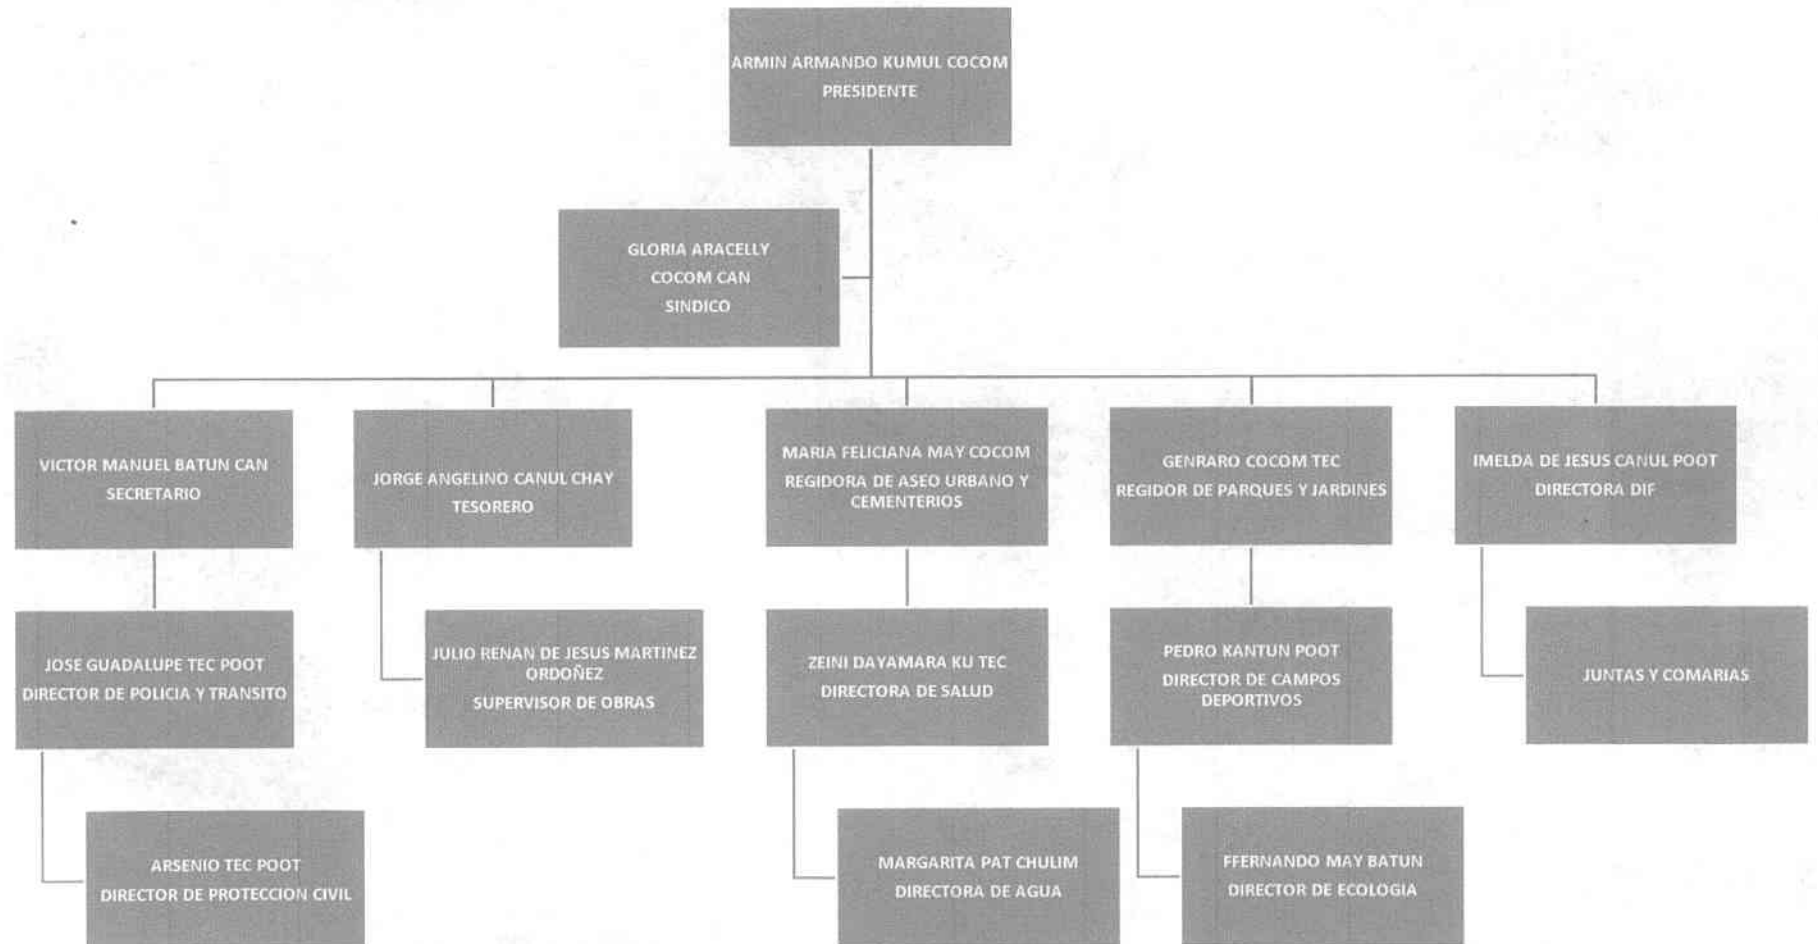 ARMIN ARMANDO KUMUL COCOM
PRESIDENTE
GLORIA ARACELLY
COCOM CAN
SINDICO
VICTOR MANUEL BATUN CAN
SECRETARIO
JORGE ANGELINO CANUL CHAY
TESORERO
MARIA FELICIANA MAY COCOM
REGIDORA DE ASEO URBANO Y
CEMENTERIOS
GENRARO COCOM TEC
REGIDOR DE PARQUES Y JARDINES
IMELDA DE JESUS CANUL POOT
DIRECTORA DIF
JOSE GUADALUPE TEC POOT
DIRECTOR DE POLICIA Y TRANSITO
JULIO RENAN DE JESUS MARTINEZ
ORDOÑEZ
SUPERVISOR DE OBRAS
ZEINI DAYAMARA KU TEC
DIRECTORA DE SALUD
PEDRO KANTUN POOT
DIRECTOR DE CAMPOS
DEPORTIVOS
JUNTAS Y COMARIAS
ARSENIO TEC POOT
DIRECTOR DE PROTECCION CIVIL
MARGARITA PAT CHULIM
DIRECTORA DE AGUA
FFERNANDO MAY BATUN
DIRECTOR DE ECOLOGIA